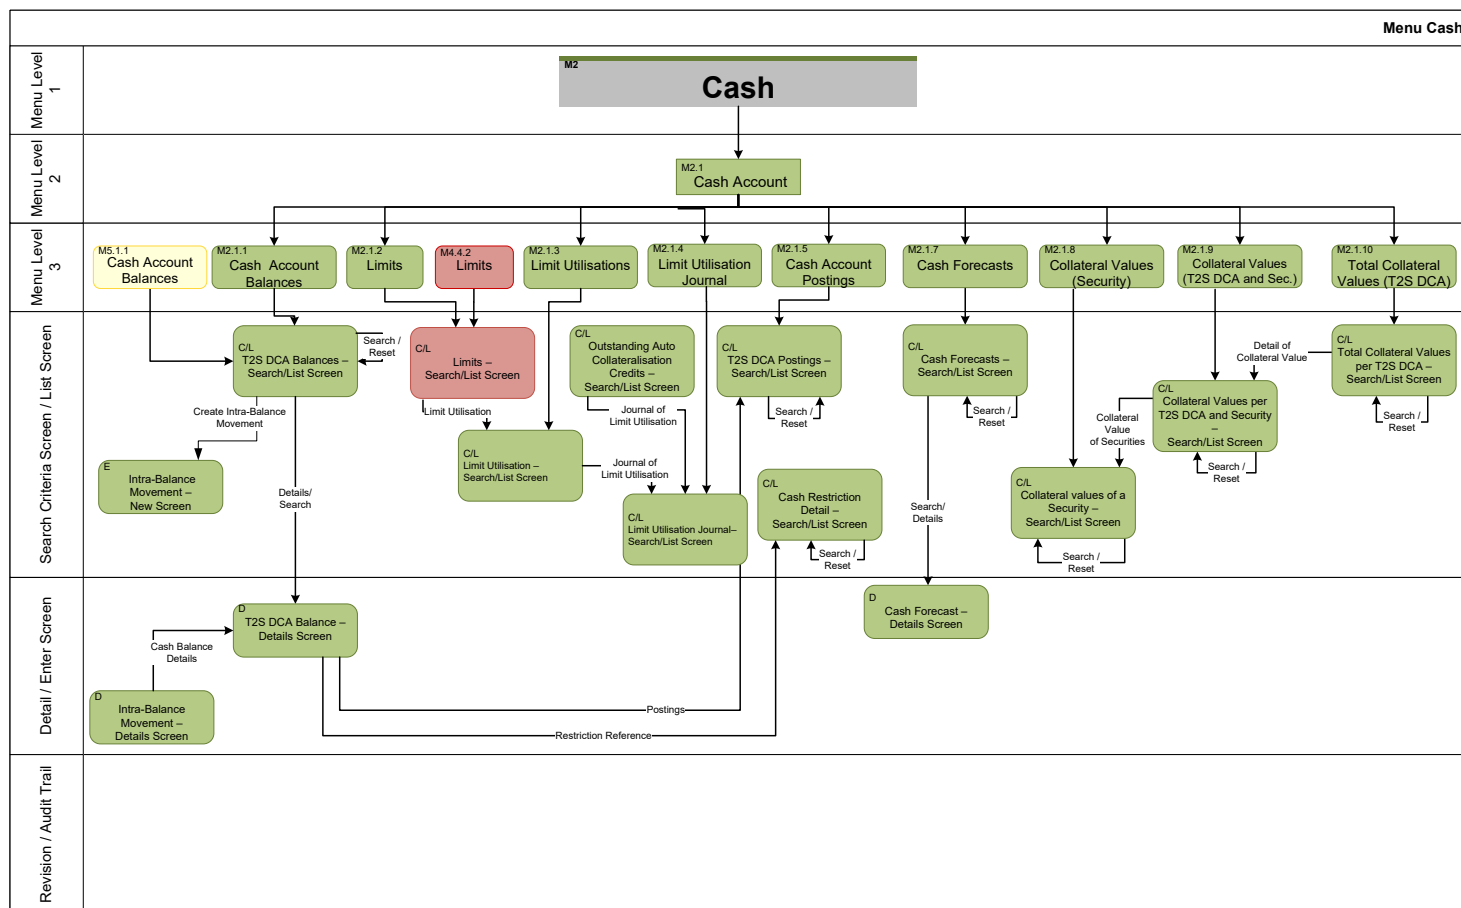 Menu Cash
Menu Level
1
M2
Cash
Menu Level
2
M2.1
Cash Account
Menu Level
3
M5.1.1
Cash Account
Balances
M2.1.1
Cash Account
Balances
M2.1.2
Limits
M4.4.2
Limits
M2.1.3
Limit Utilisations
M2.1.4
Limit Utilisation
Journal
M2.1.5
Cash Account
Postings
M2.1.7
Cash Forecasts
M2.1.8
Collateral Values
(Security)
M2.1.9
Collateral Values
(T2S DCA and Sec.)
M2.1.10
Total Collateral
Values (T2S DCA)
Search Criteria Screen / List Screen
C/L
T2S DCA Balances –
Search/List Screen
Search /
Reset
C/L
Limits –
Search/List Screen
C/L
Outstanding Auto
Collateralisation
Credits –
Search/List Screen
C/L
T2S DCA Postings –
Search/List Screen
Search /
Reset
C/L
Cash Forecasts –
Search/List Screen
Search /
Reset
Detail of
Collateral Value
C/L
Total Collateral Values
per T2S DCA –
Search/List Screen
Search /
Reset
C/L
Collateral Values per
T2S DCA and Security
–
Search/List Screen
Search /
Reset
Collateral
Value
of Securities
Create Intra-Balance
Movement
Limit Utilisation
Journal of
Limit Utilisation
C/L
Limit Utilisation –
Search/List Screen
Journal of
Limit Utilisation
E
Intra-Balance
Movement –
New Screen
Details/
Search
C/L
Limit Utilisation Journal–
Search/List Screen
C/L
Cash Restriction
Detail –
Search/List Screen
Search /
Reset
Search/
Details
C/L
Collateral values of a
Security –
Search/List Screen
Search /
Reset
Detail / Enter Screen
D
T2S DCA Balance –
Details Screen
D
Cash Forecast –
Details Screen
Cash Balance
Details
D
Intra-Balance
Movement –
Details Screen
Postings
Restriction Reference
Revision / Audit Trail